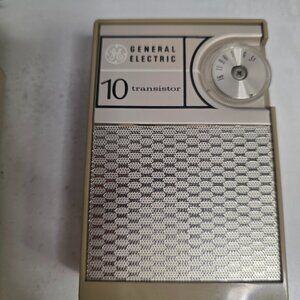 GENERAL
ELECTRIC
10 transistor